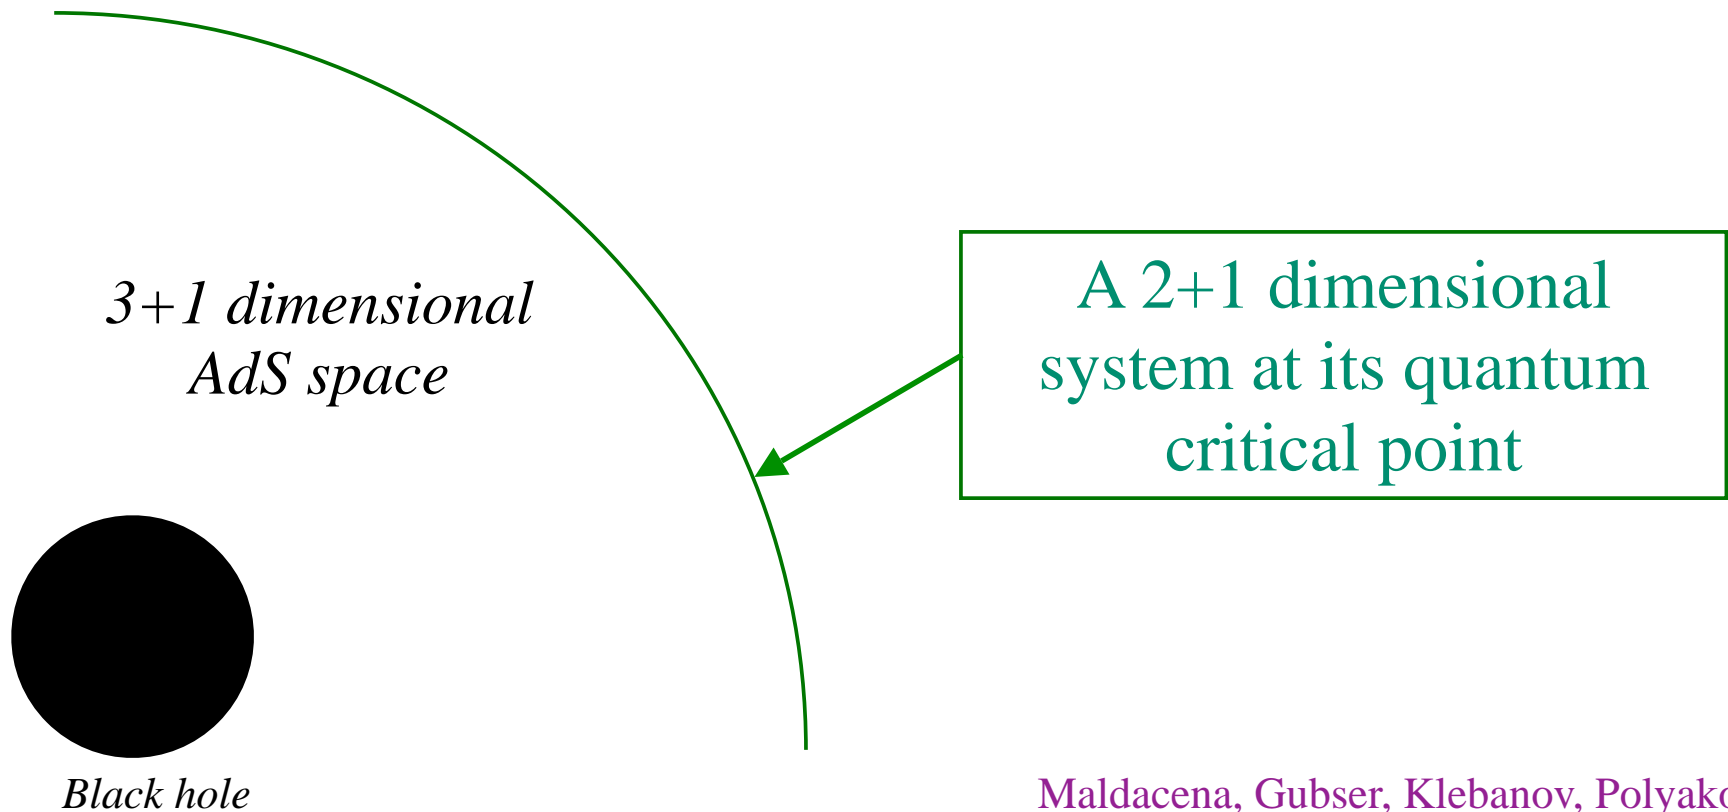 3+1 dimensional
AdS space
A 2+1 dimensional
system at its quantum
critical point
Black hole
Maldacena, Gubser, Klebanov,